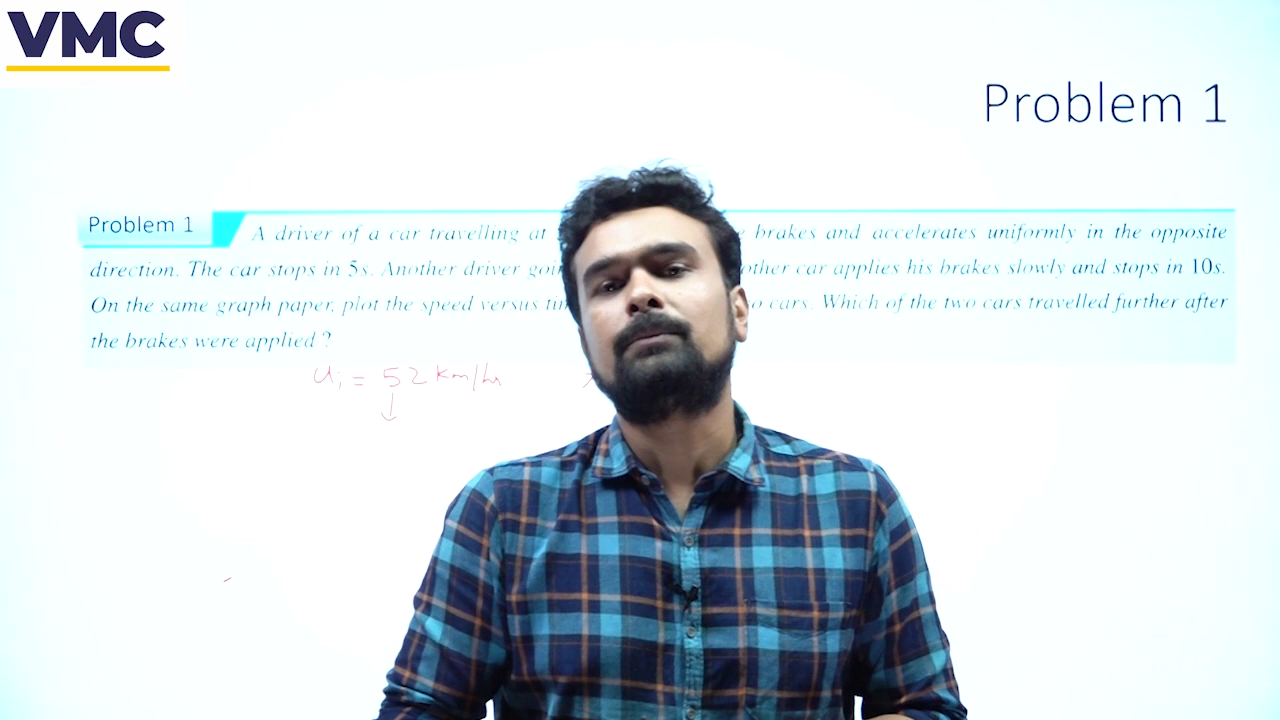 VMC
Problem 1
Problem 1
A driver of a car travelling at brakes and accelerates uniformly in the opposite
direction. The car stops in 5s. Another driver other car applies his brakes slowly and stops in 10s.
On the same graph paper, plot the speed versus cars. Which of the two cars travelled further after
the brakes were applied ?
u₁ = 52 km/hr